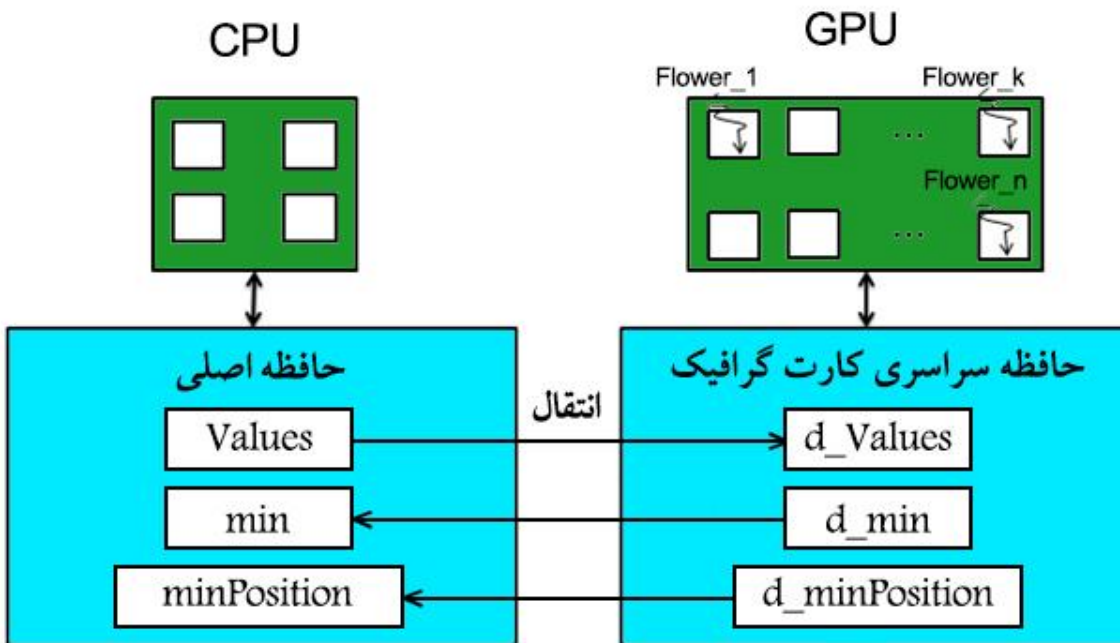 CPU
GPU
Flower_1
Flower_k
...
Flower_n
...
حافظه اصلی
انتقال
حافظه سراسری کارت گرافیک
Values
d_Values
min
d_min
minPosition
d_minPosition